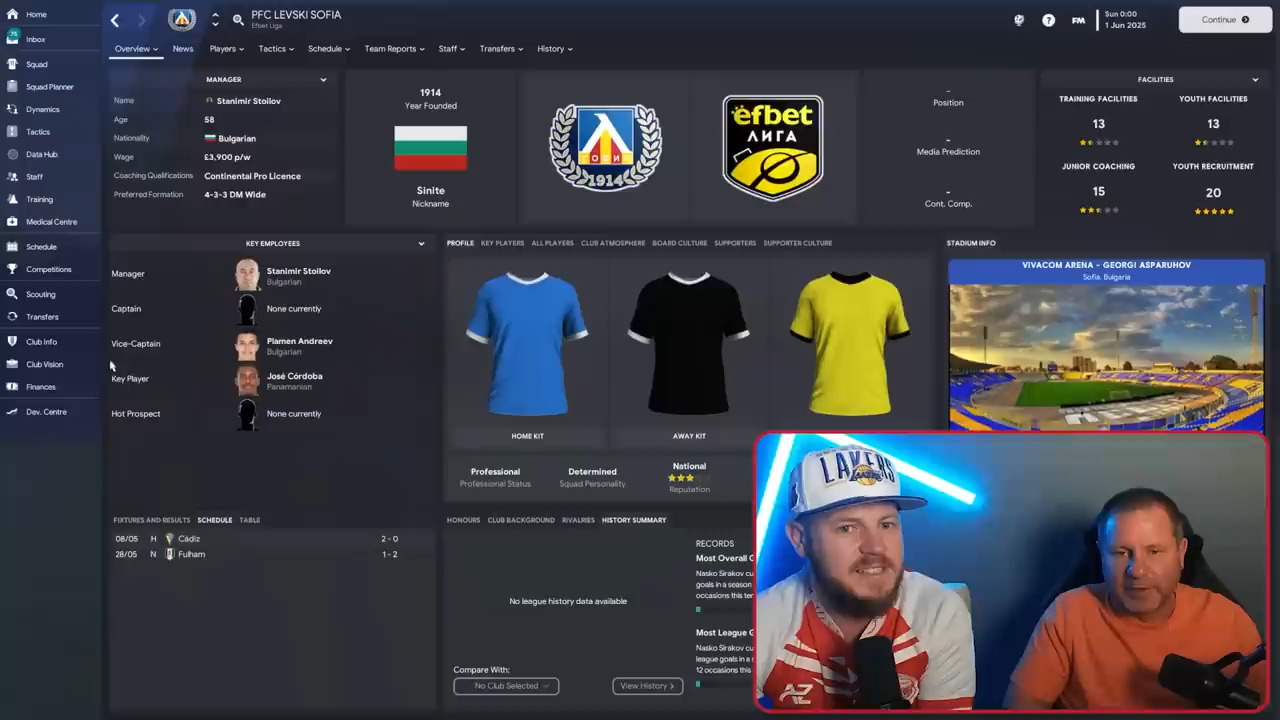 Home
Inbox
Squad
Squad Planner
Dynamics
Tactics
Data Hub
Staff
Training
Medical Centre
Schedule
Competitions
Scouting
Transfers
Club Info
Club Vision
Finances
Dev. Centre
PFC LEVSKI SOFIA
Efbet Liga
FM
Sun 0:00
1 Jun 2025
Continue
Overview News Players Tactics Schedule Team Reports Staff Transfers History
MANAGER
Name Stanimir Stoilov
Age 58
Nationality Bulgarian
Wage £3,900 p/w
Coaching Qualifications Continental Pro Licence
Preferred Formation 4-3-3 DM Wide
1914
Year Founded
Sinite
Nickname
СОФИЯ
1914
efbet
ЛИГА
-
Position
-
Media Prediction
-
Cont. Comp.
FACILITIES
TRAINING FACILITIES YOUTH FACILITIES
13 13
JUNIOR COACHING YOUTH RECRUITMENT
15 20
KEY EMPLOYEES
Manager Stanimir Stoilov
Bulgarian
Captain None currently
Vice-Captain Plamen Andreev
Bulgarian
Key Player José Córdoba
Panamanian
Hot Prospect None currently
PROFILE KEY PLAYERS ALL PLAYERS CLUB ATMOSPHERE BOARD CULTURE SUPPORTERS SUPPORTER CULTURE
HOME KIT AWAY KIT
Professional Determined National
Professional Status Squad Personality Reputation
STADIUM INFO
VIVACOM ARENA - GEORGI ASPARUHOV
Sofia, Bulgaria
FIXTURES AND RESULTS SCHEDULE TABLE
08/05 H Cádiz 2 - 0
28/05 N Fulham 1 - 2
HONOURS CLUB BACKGROUND RIVALRIES HISTORY SUMMARY
No league history data available
Compare With:
No Club Selected View History
RECORDS
Most Overall G
Nasko Sirakov cu
goals in a season
occasions this ter
Most League G
Nasko Sirakov cu
league goals in a s
12 occasions this
LAKERS